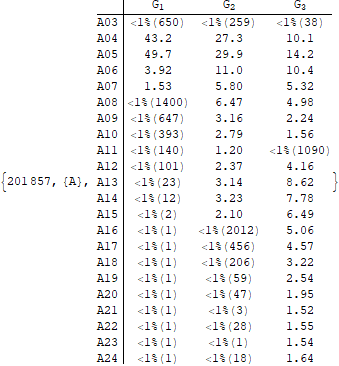 G1 G2 G3
A03 <1%(650) <1%(259) <1%(38)
A04 43.2 27.3 10.1
A05 49.7 29.9 14.2
A06 3.92 11.0 10.4
A07 1.53 5.80 5.32
A08 <1%(1400) 6.47 4.98
A09 <1%(647) 3.16 2.24
A10 <1%(393) 2.79 1.56
A11 <1%(140) 1.20 <1%(1090)
A12 <1%(101) 2.37 4.16
{201857, {A}, A13 <1%(23) 3.14 8.62 }
A14 <1%(12) 3.23 7.78
A15 <1%(2) 2.10 6.49
A16 <1%(1) <1%(2012) 5.06
A17 <1%(1) <1%(456) 4.57
A18 <1%(1) <1%(206) 3.22
A19 <1%(1) <1%(59) 2.54
A20 <1%(1) <1%(47) 1.95
A21 <1%(1) <1%(3) 1.52
A22 <1%(1) <1%(28) 1.55
A23 <1%(1) <1%(1) 1.54
A24 <1%(1) <1%(18) 1.64